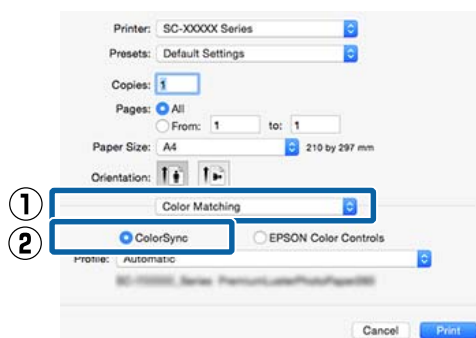 Printer: SC-XXXXX Series
Presets: Default Settings
Copies: 1
Pages: All
From: 1 to: 1
Paper Size: A4 210 by 297 mm
Orientation:
① Color Matching
② ColorSync EPSON Color Controls
Profile: Automatic
Cancel Print